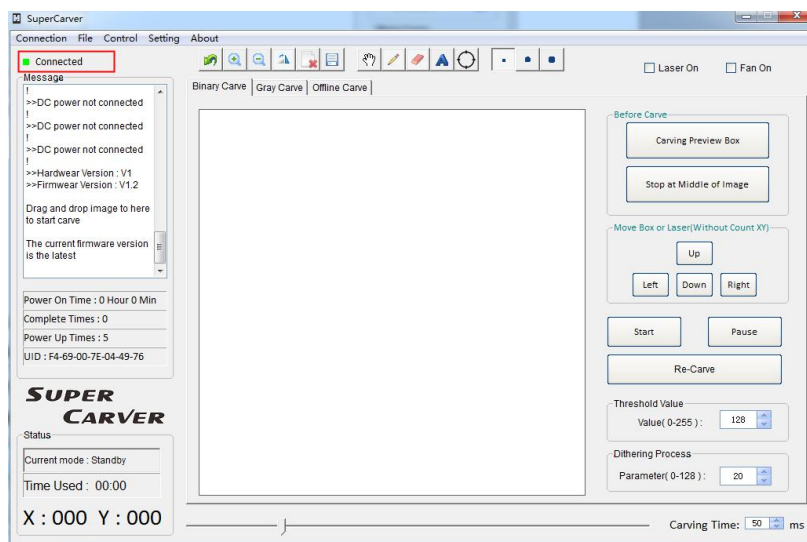 SuperCarver
Connection File Control Setting About
Connected
Message
!
>>DC power not connected
!
>>DC power not connected
!
>>DC power not connected
!
>>Hardwear Version : V1
>>Firmwear Version : V1.2
Drag and drop image to here
to start carve
The current firmware version
is the latest
Power On Time : 0 Hour 0 Min
Complete Times : 0
Power Up Times : 5
UID : F4-69-00-7E-04-49-76
SUPER
CARVER
Status
Current mode : Standby
Time Used : 00:00
X : 000 Y : 000
A
Binary Carve Gray Carve Offline Carve
Laser On Fan On
Before Carve
Carving Preview Box
Stop at Middle of Image
Move Box or Laser(Without Count XY)
Up
Left Down Right
Start Pause
Re-Carve
Threshold Value
Value( 0-255 ) : 128
Dithering Process
Parameter( 0-128 ) : 20
Carving Time: 50 ms